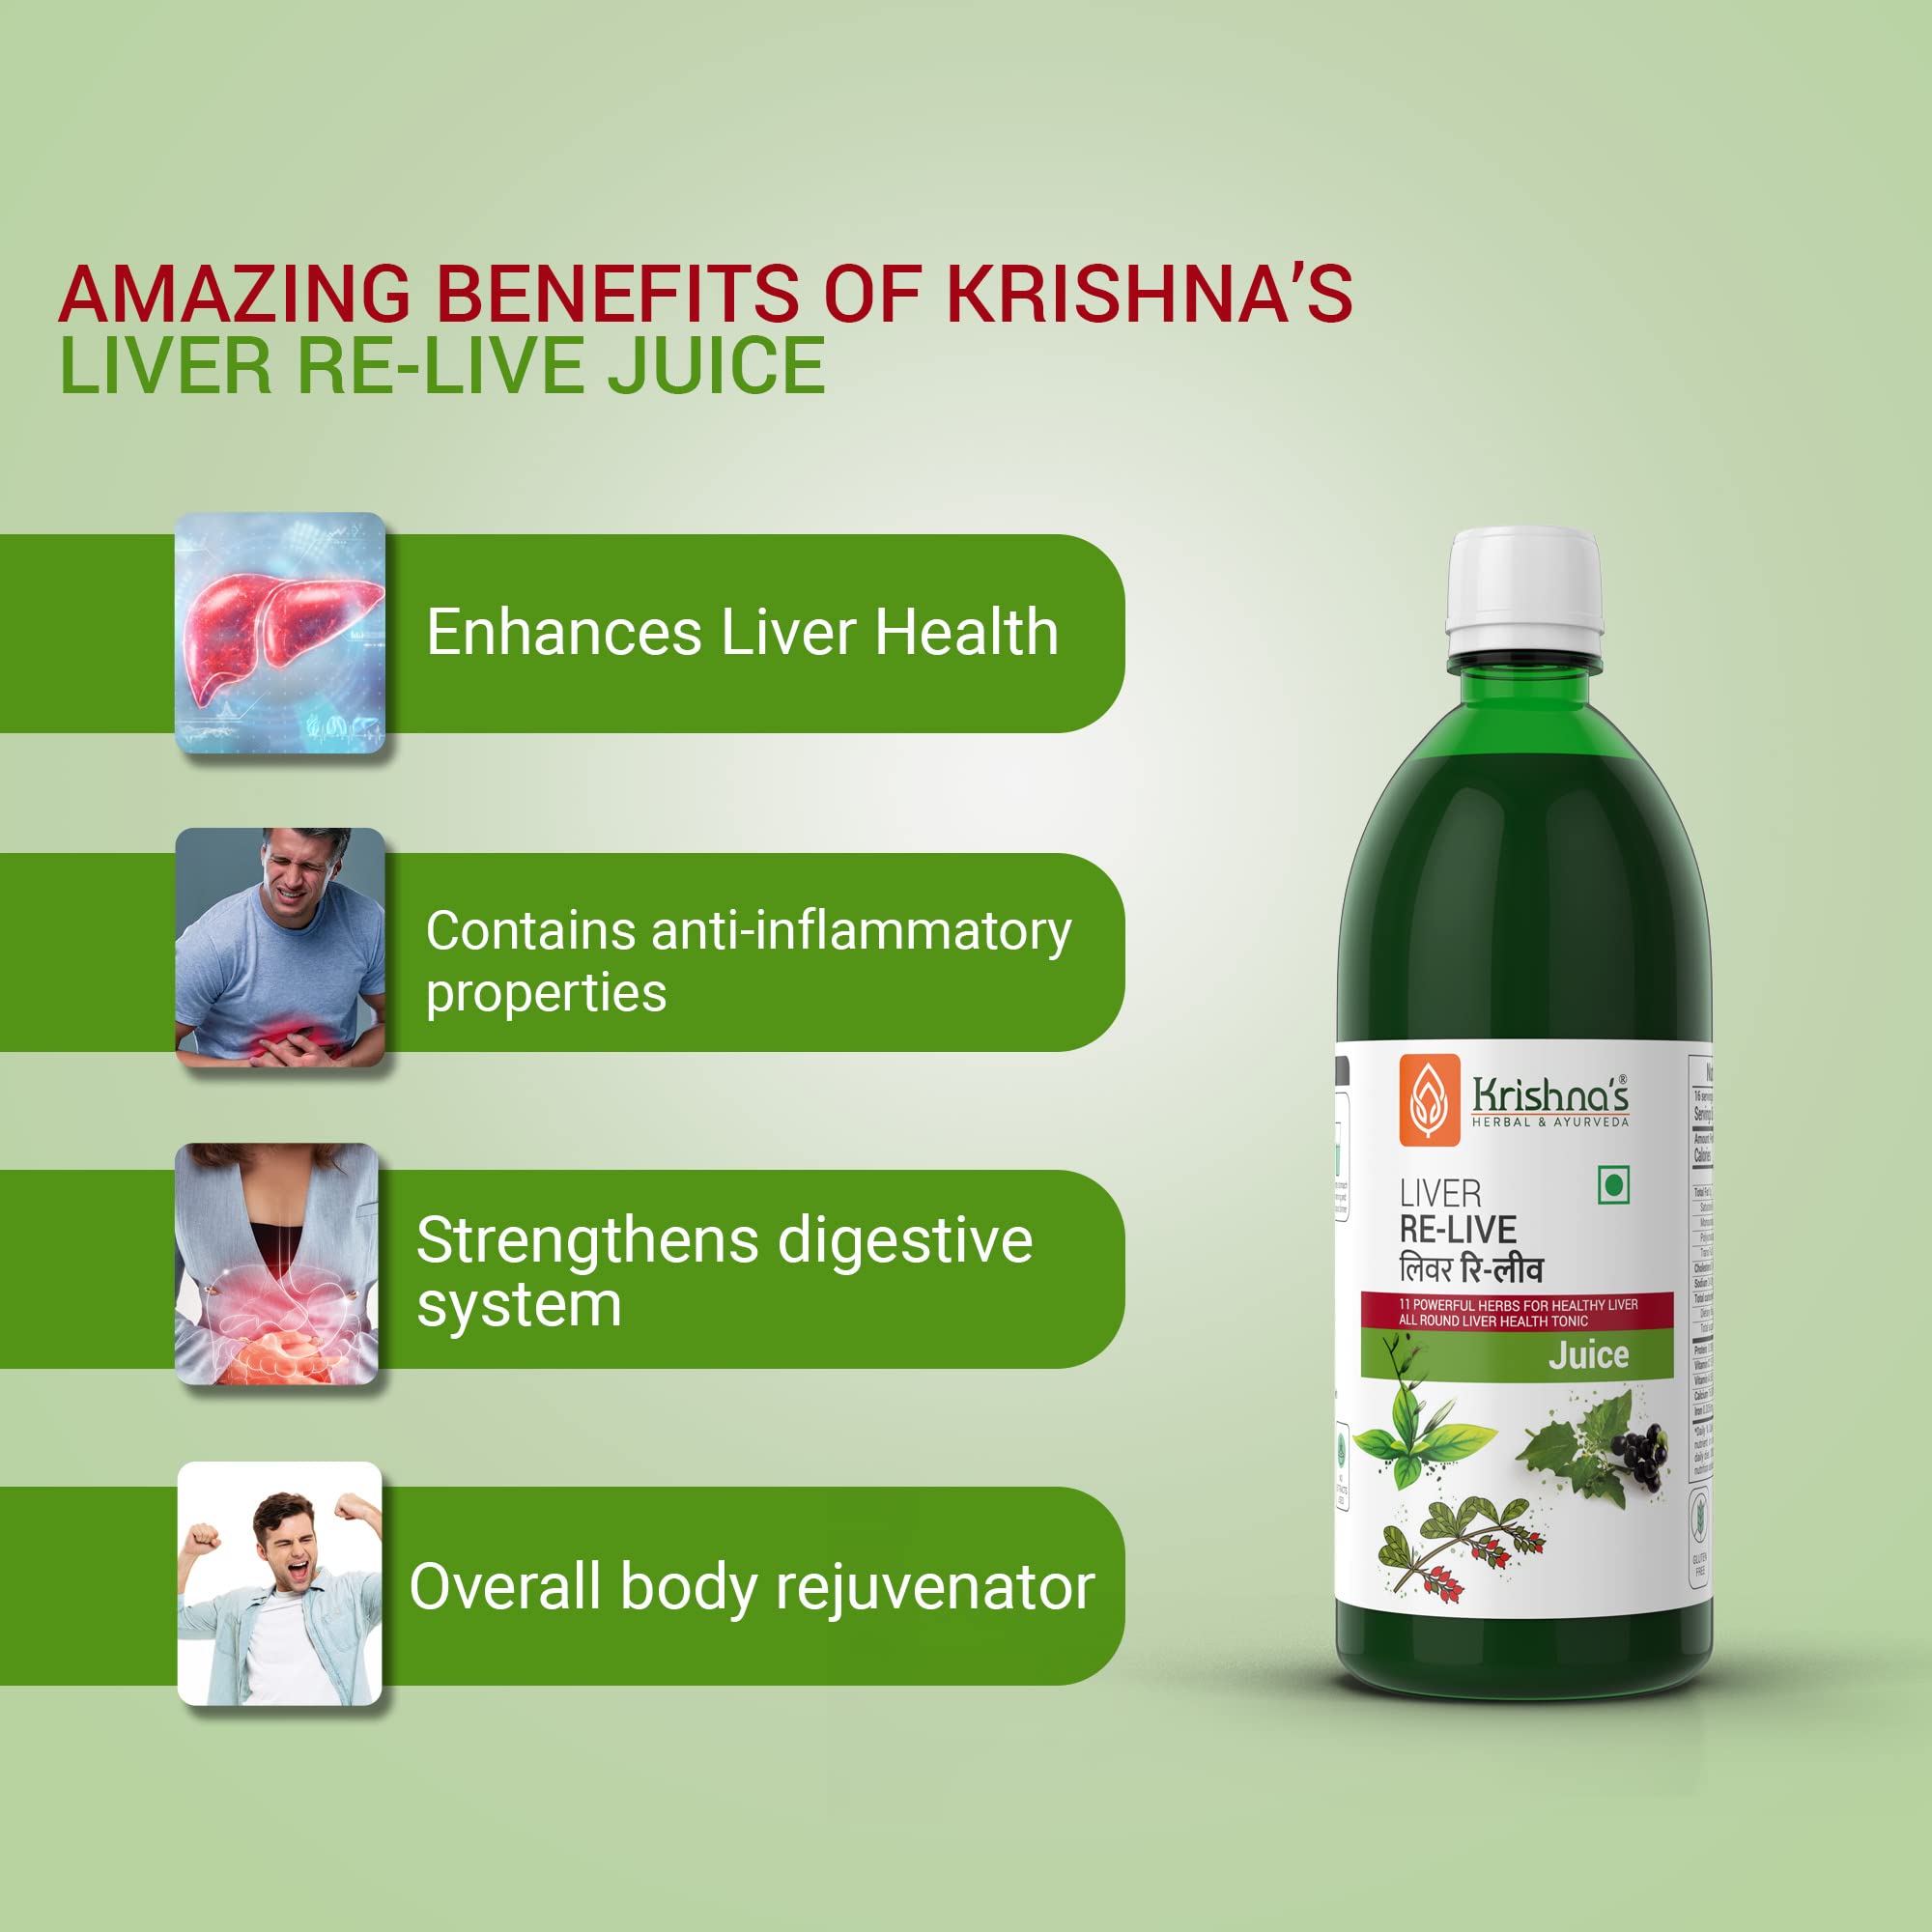 AMAZING BENEFITS OF KRISHNA'S
LIVER RE-LIVE JUICE
Enhances Liver Health
Contains anti-inflammatory
properties
Strengthens digestive
system
Overall body rejuvenator
Krishna's®
HERBAL & AYURVEDA
LIVER
RE-LIVE
लिवर रि-लीव
11 POWERFUL HERBS FOR HEALTHY LIVER
ALL ROUND LIVER HEALTH TONIC
Juice
Calories
Protein
GLUTEN
FREE